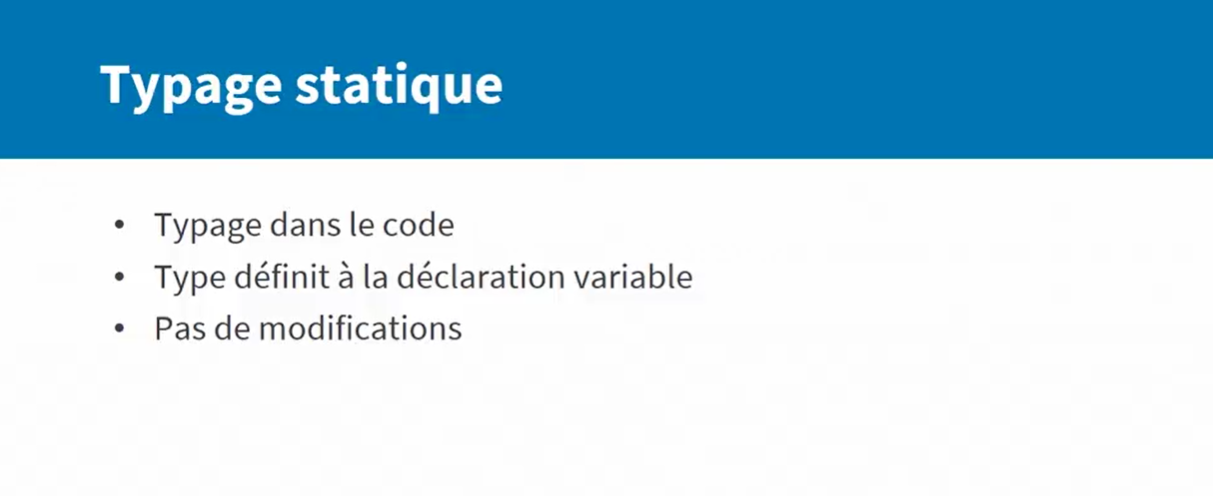 Typage statique
• Typage dans le code
• Type définit à la déclaration variable
• Pas de modifications